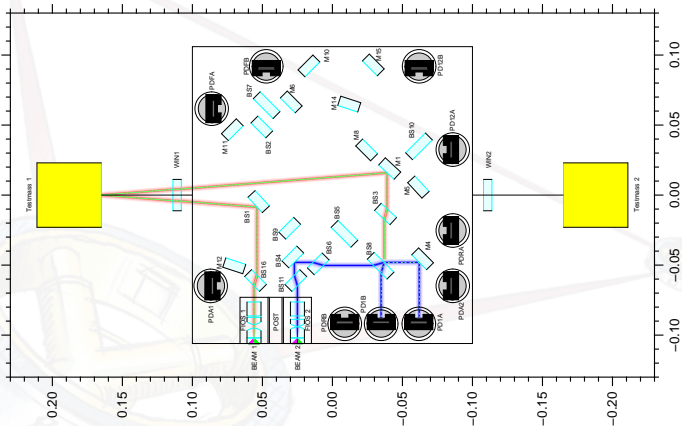 PDFB
M10
M15
PD12B
0.10
PDFA
BS7
M6
M14
BS10
PD12A
0.05
M11
BS2
M8
M1
Testmass 1
WIN1
M5
WIN2
Testmass 2
0.00
BS1
BS3
BS9
BS5
PDRA
M12
BS16
BS4
BS6
BS8
M4
-0.05
PDA1
BS11
PDA2
FIOS 1
POST
FIOS 2
PDRB
PD1B
PD1A
-0.10
BEAM 1
BEAM 2
0.20
0.15
0.10
0.05
0.00
-0.05
-0.10
-0.15
-0.20